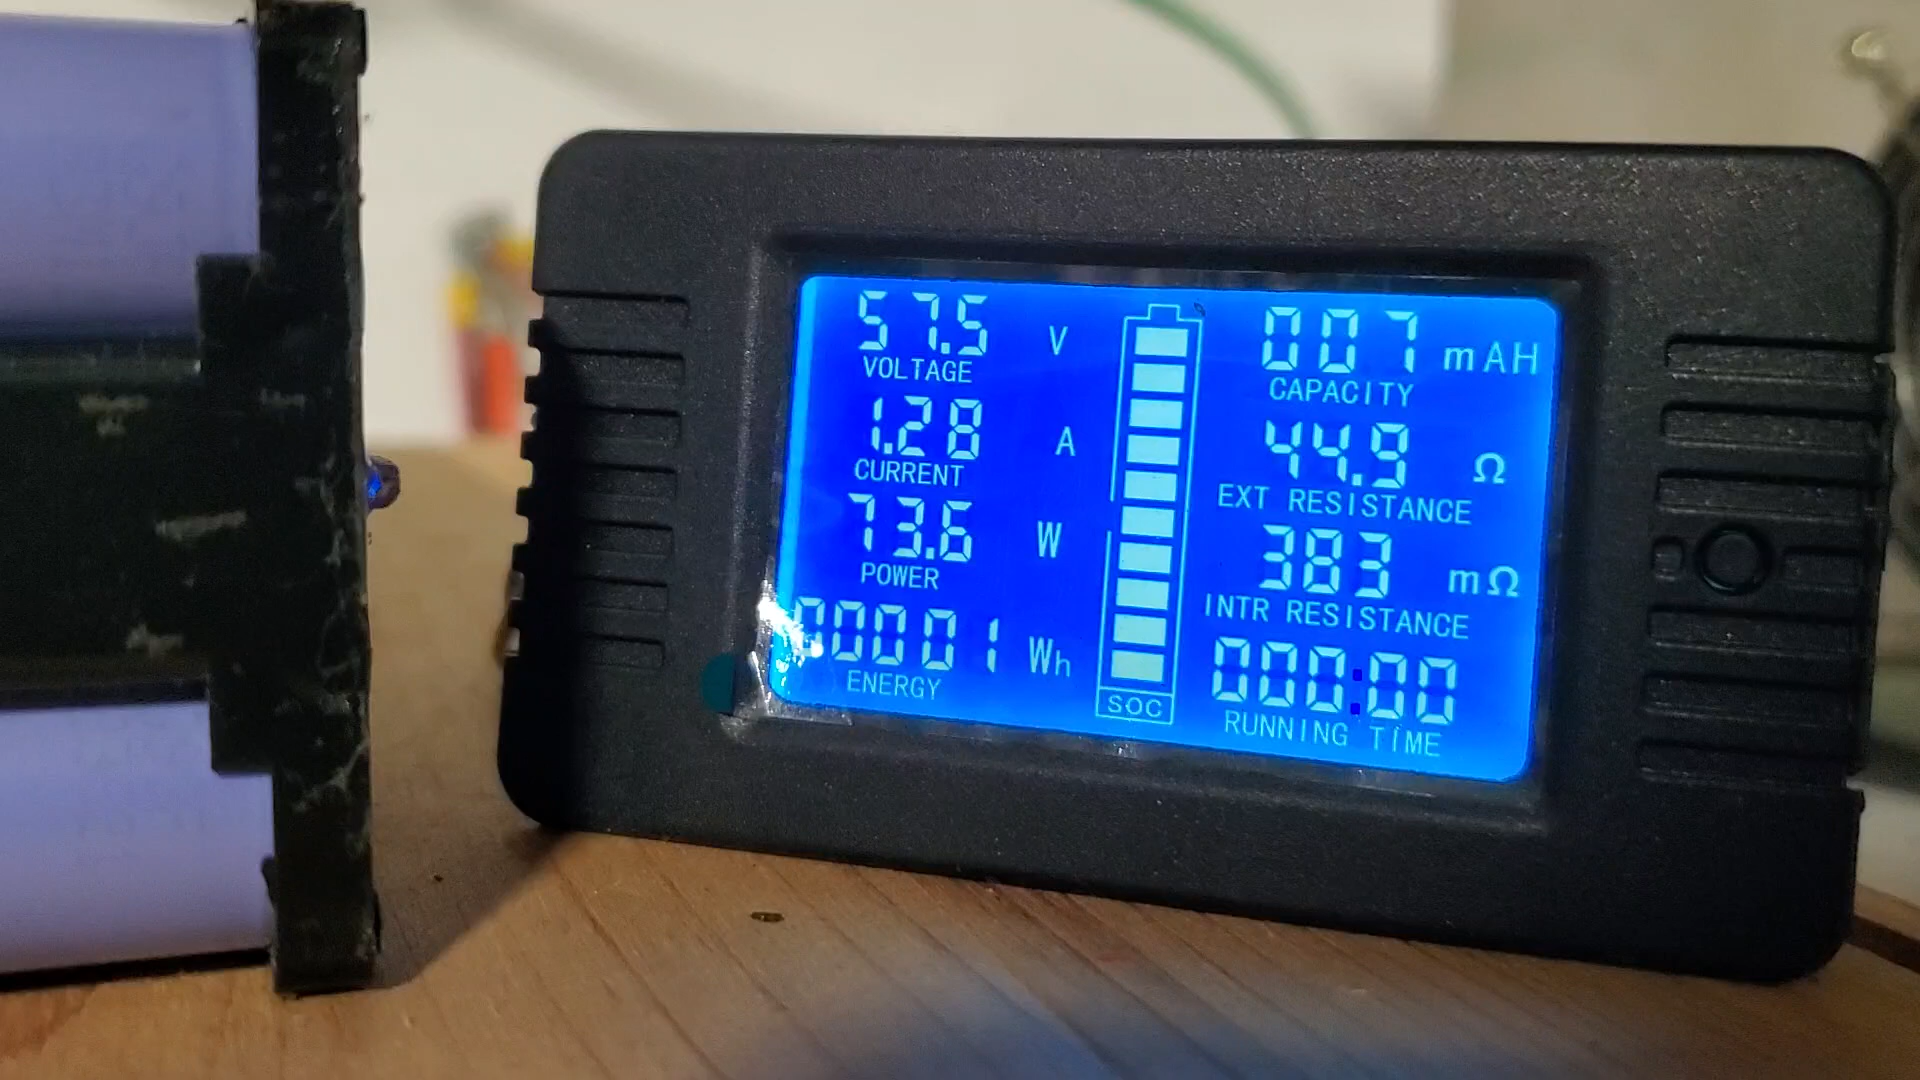 57.5 V
VOLTAGE
1.28 A
CURRENT
73.6 W
POWER
00001 Wh
ENERGY
SOC
007 mAH
CAPACITY
44.9 Ω
EXT RESISTANCE
383 mΩ
INTR RESISTANCE
000:00
RUNNING TIME